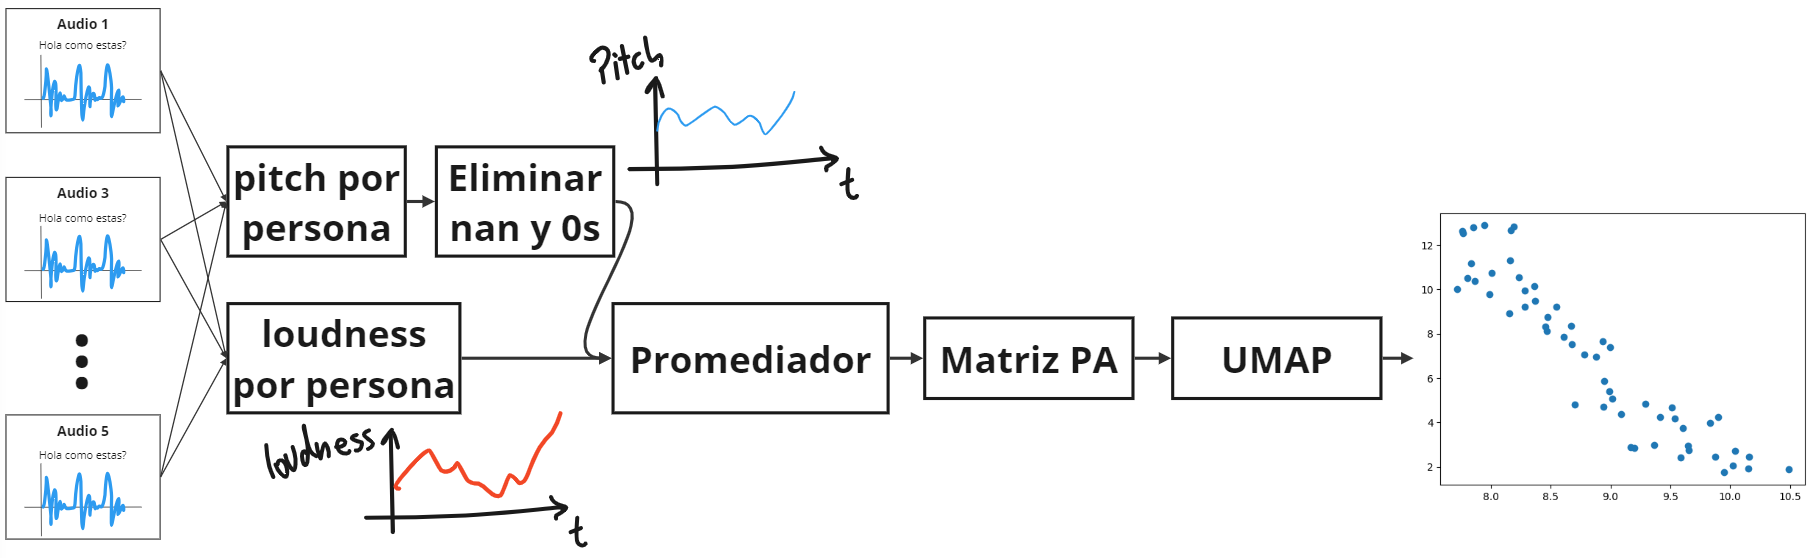 Audio 1
Hola como estas?
Audio 3
Hola como estas?
Audio 5
Hola como estas?
pitch por
persona
Eliminar
nan y 0s
Pitch
t
loudness
por persona
loudness
t
Promediador
Matriz PA
UMAP
12
10
8
6
4
2
8.0 8.5 9.0 9.5 10.0 10.5